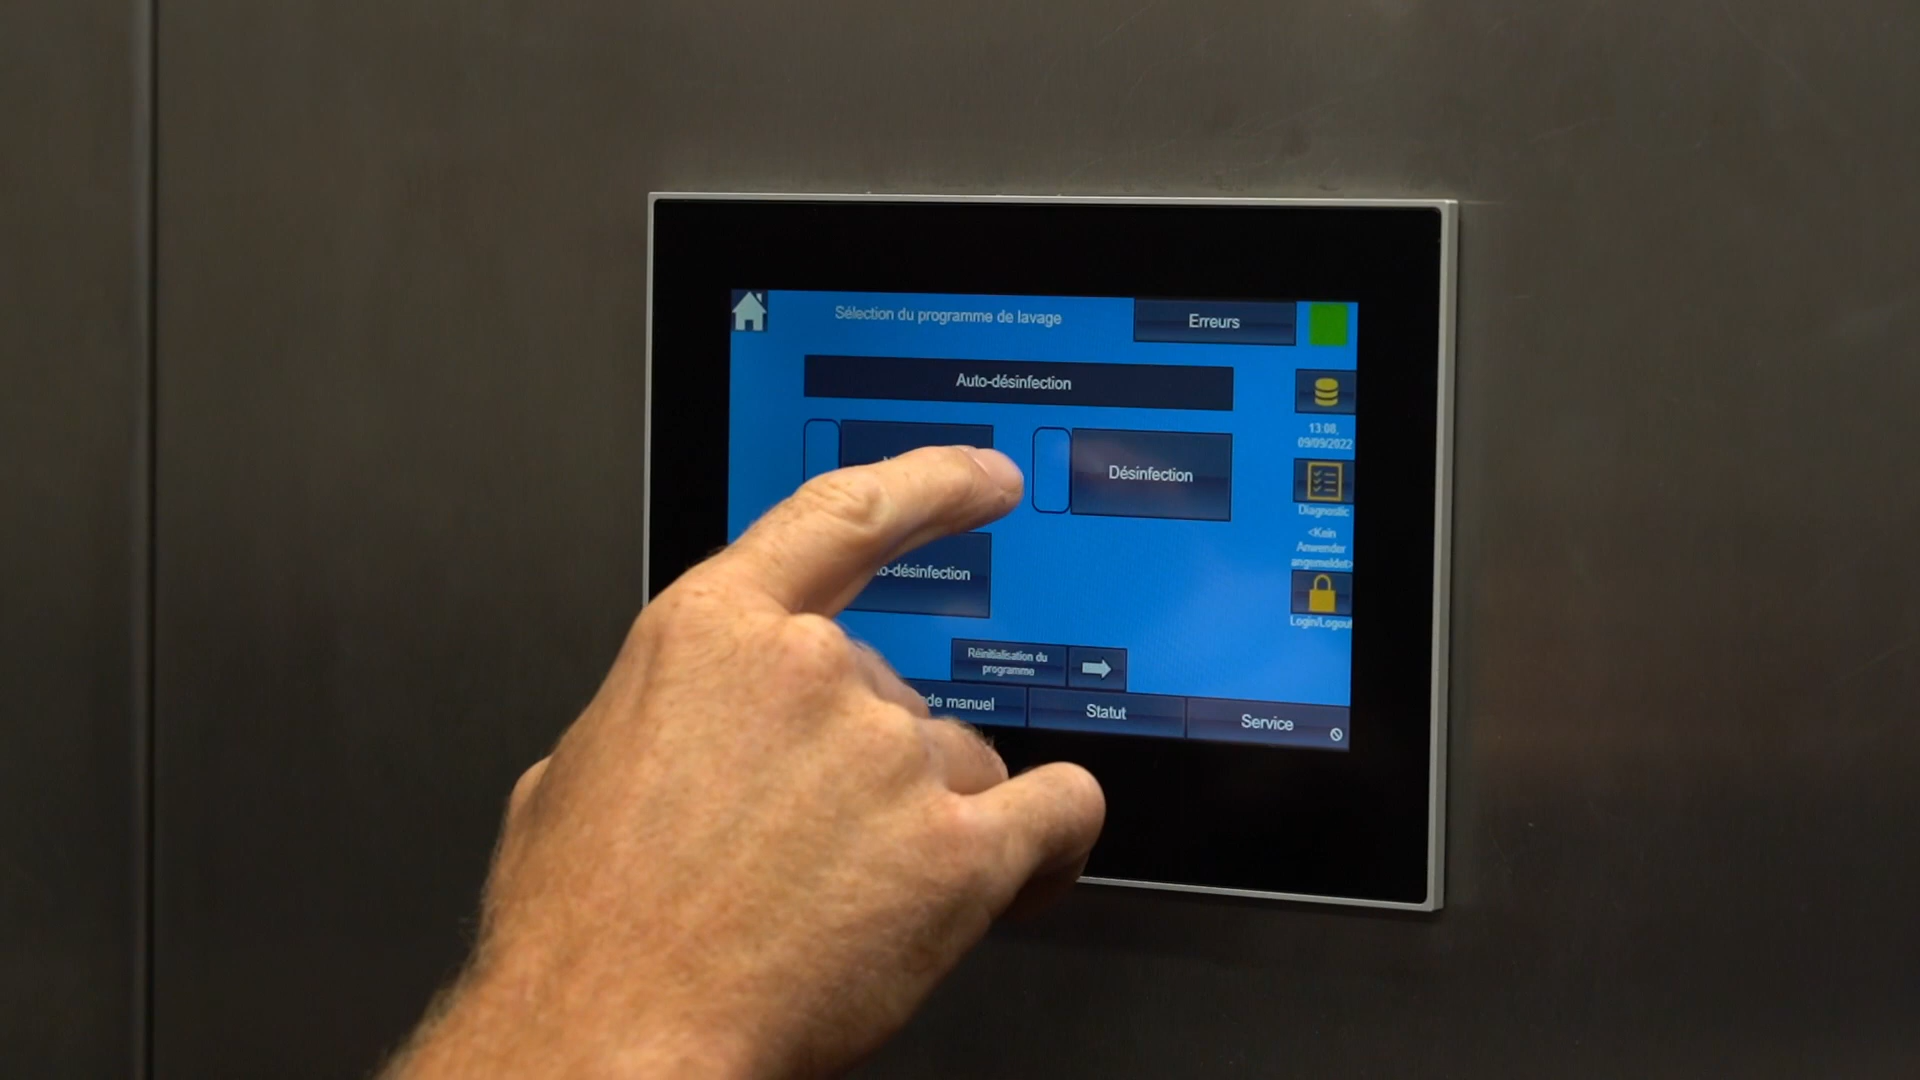 Sélection du programme de lavage
Erreurs
Auto-désinfection
Désinfection
13:08,
09/09/2022
Diagnostic
<Kein
Anwender
angemeldet>
o-désinfection
Réinitialisation du
programme
Login/Logout
de manuel
Statut
Service